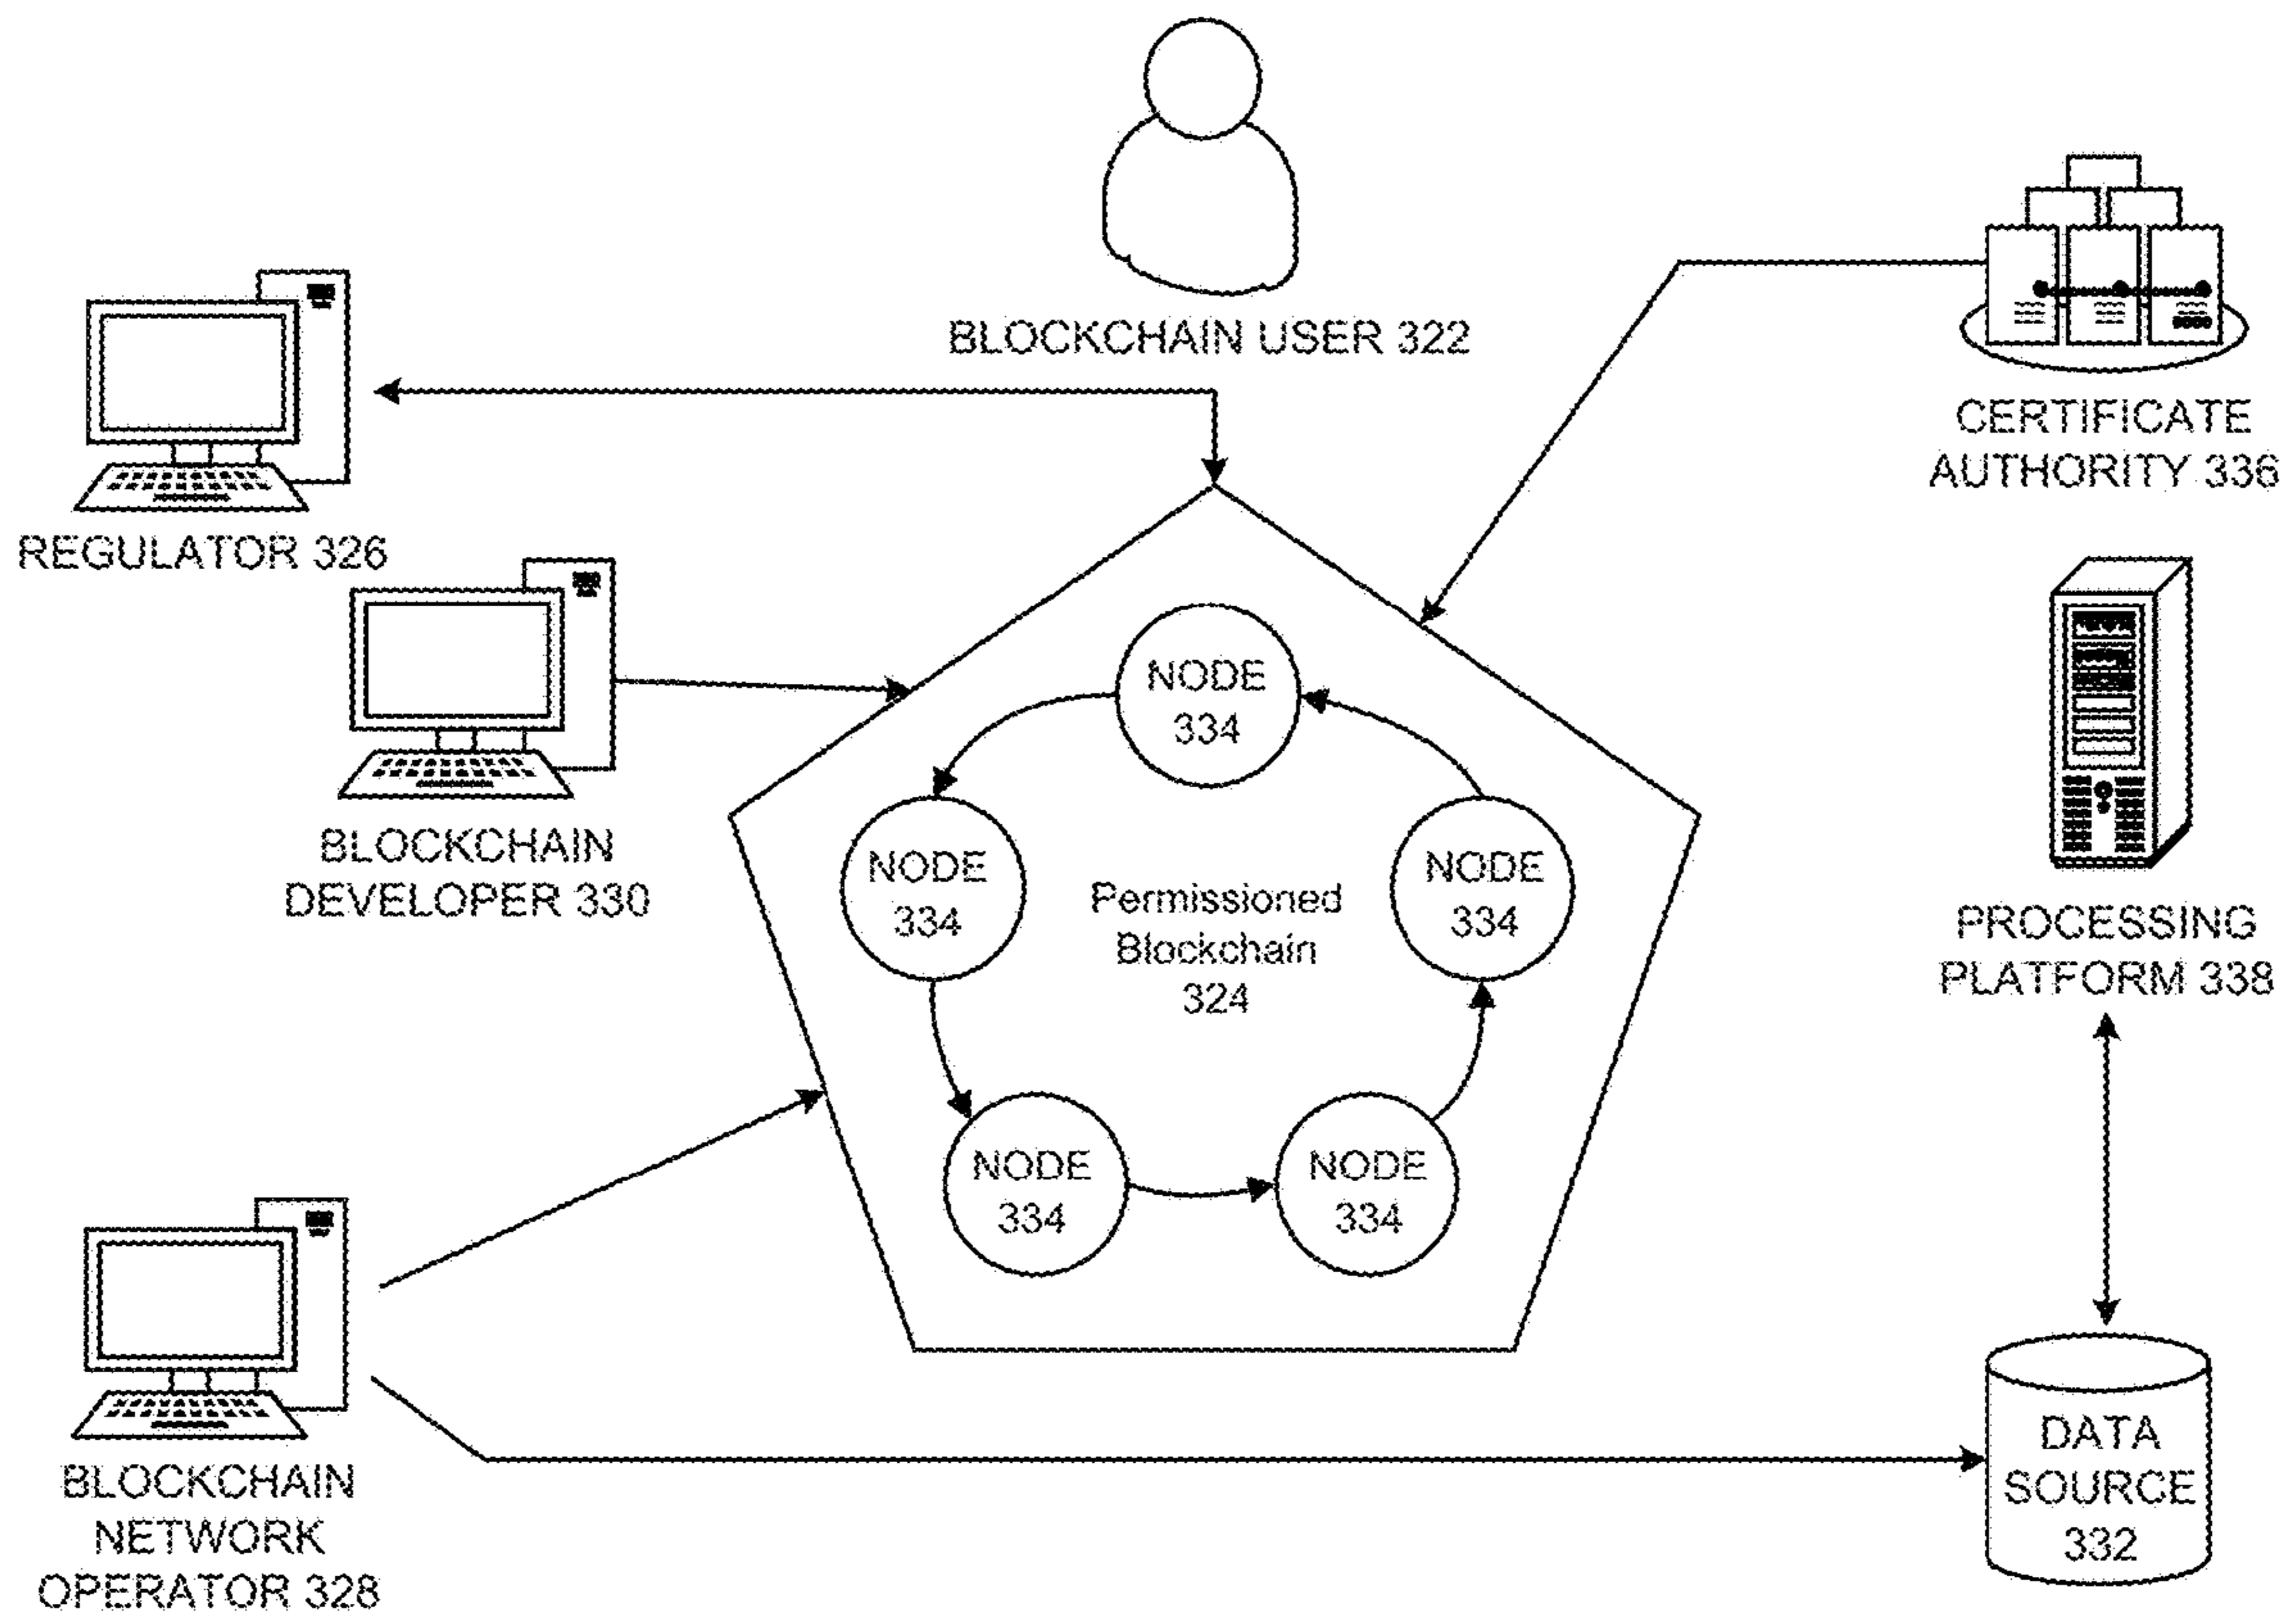 BLOCKCHAIN USER 322
CERTIFICATE
AUTHORITY 336
REGULATOR 326
NODE
334
BLOCKCHAIN
DEVELOPER 330
NODE
334
Permissioned
Blockchain
324
NODE
334
PROCESSING
PLATFORM 338
NODE
334
NODE
334
BLOCKCHAIN
NETWORK
OPERATOR 328
DATA
SOURCE
332